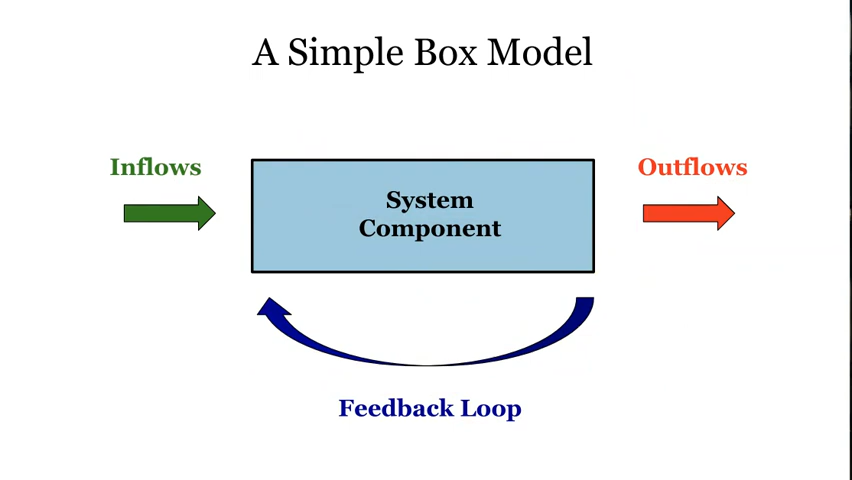 A Simple Box Model
Inflows
Outflows
System
Component
Feedback Loop